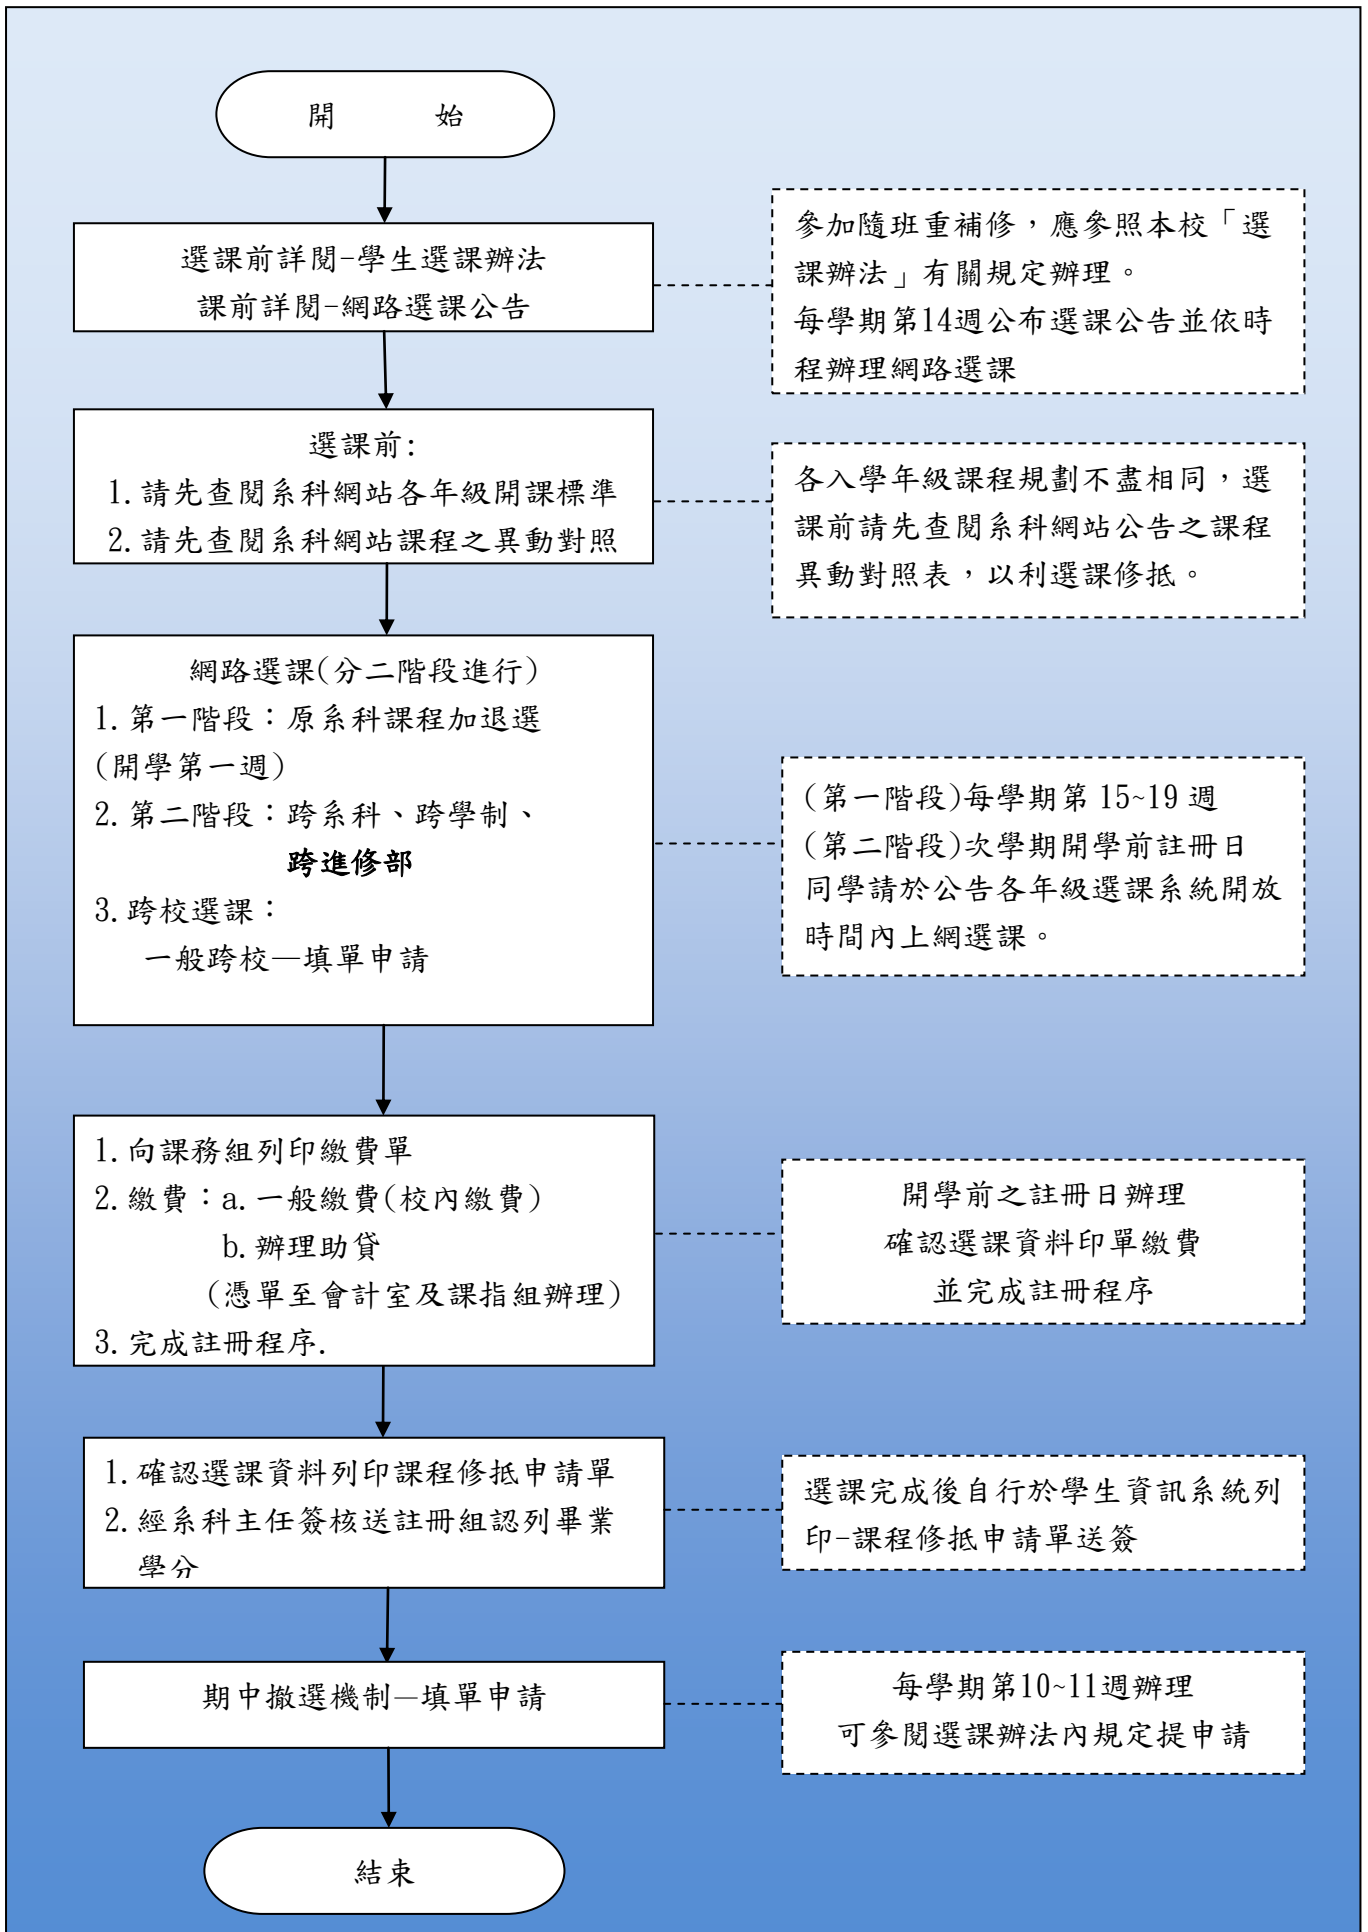 開 始
選課前詳閱-學生選課辦法
課前詳閱-網路選課公告
參加隨班重補修，應參照本校「選
課辦法」有關規定辦理。
每學期第14週公布選課公告並依時
程辦理網路選課
選課前:
1.請先查閱系科網站各年級開課標準
2.請先查閱系科網站課程之異動對照
各入學年級課程規劃不盡相同，選
課前請先查閱系科網站公告之課程
異動對照表，以利選課修抵。
網路選課(分二階段進行)
1.第一階段：原系科課程加退選
(開學第一週)
2.第二階段：跨系科、跨學制、
跨進修部
3.跨校選課：
一般跨校—填單申請
(第一階段)每學期第 15~19 週
(第二階段)次學期開學前註冊日
同學請於公告各年級選課系統開放
時間內上網選課。
1.向課務組列印繳費單
2.繳費：a.一般繳費(校內繳費)
b.辦理助貸
(憑單至會計室及課指組辦理)
3.完成註冊程序.
開學前之註冊日辦理
確認選課資料印單繳費
並完成註冊程序
1.確認選課資料列印課程修抵申請單
2.經系科主任簽核送註冊組認列畢業
學分
選課完成後自行於學生資訊系統列
印-課程修抵申請單送簽
期中撤選機制—填單申請
每學期第10~11週辦理
可參閱選課辦法內規定提申請
結束